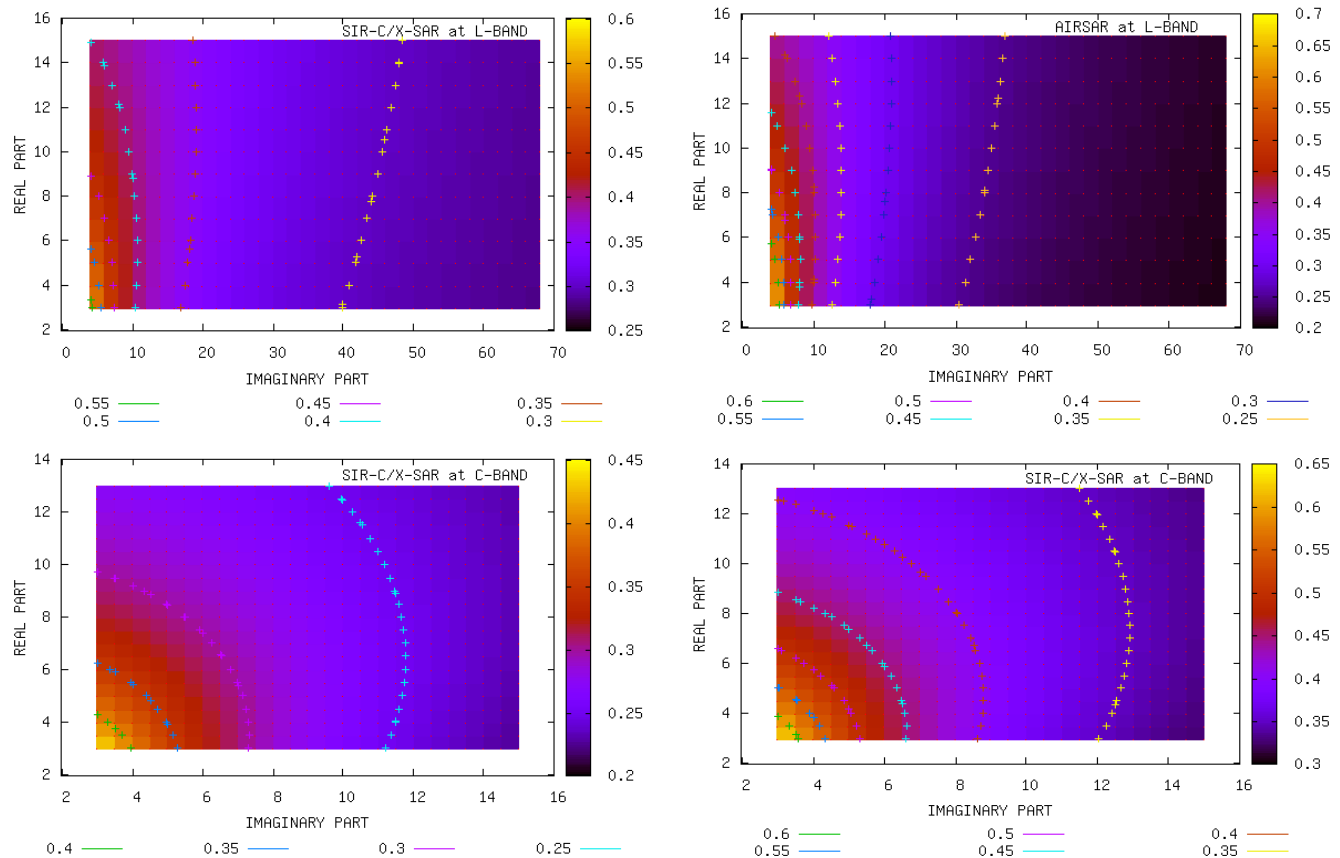 SIR-C/X-SAR at L-BAND
16
14
12
10
8
6
4
2
REAL PART
0 10 20 30 40 50 60 70
IMAGINARY PART
0.6
0.55
0.5
0.45
0.4
0.35
0.3
0.25
0.55 0.45 0.35
0.5 0.4 0.3
AIRSAR at L-BAND
16
14
12
10
8
6
4
2
REAL PART
0 10 20 30 40 50 60 70
IMAGINARY PART
0.7
0.65
0.6
0.55
0.5
0.45
0.4
0.35
0.3
0.25
0.2
0.6 0.5 0.4 0.3
0.55 0.45 0.35 0.25
SIR-C/X-SAR at C-BAND
14
12
10
8
6
4
2
REAL PART
2 4 6 8 10 12 14 16
IMAGINARY PART
0.45
0.4
0.35
0.3
0.25
0.2
0.4 0.35 0.3 0.25
SIR-C/X-SAR at C-BAND
14
12
10
8
6
4
2
REAL PART
2 4 6 8 10 12 14 16
IMAGINARY PART
0.65
0.6
0.55
0.5
0.45
0.4
0.35
0.3
0.6 0.5 0.4
0.55 0.45 0.35